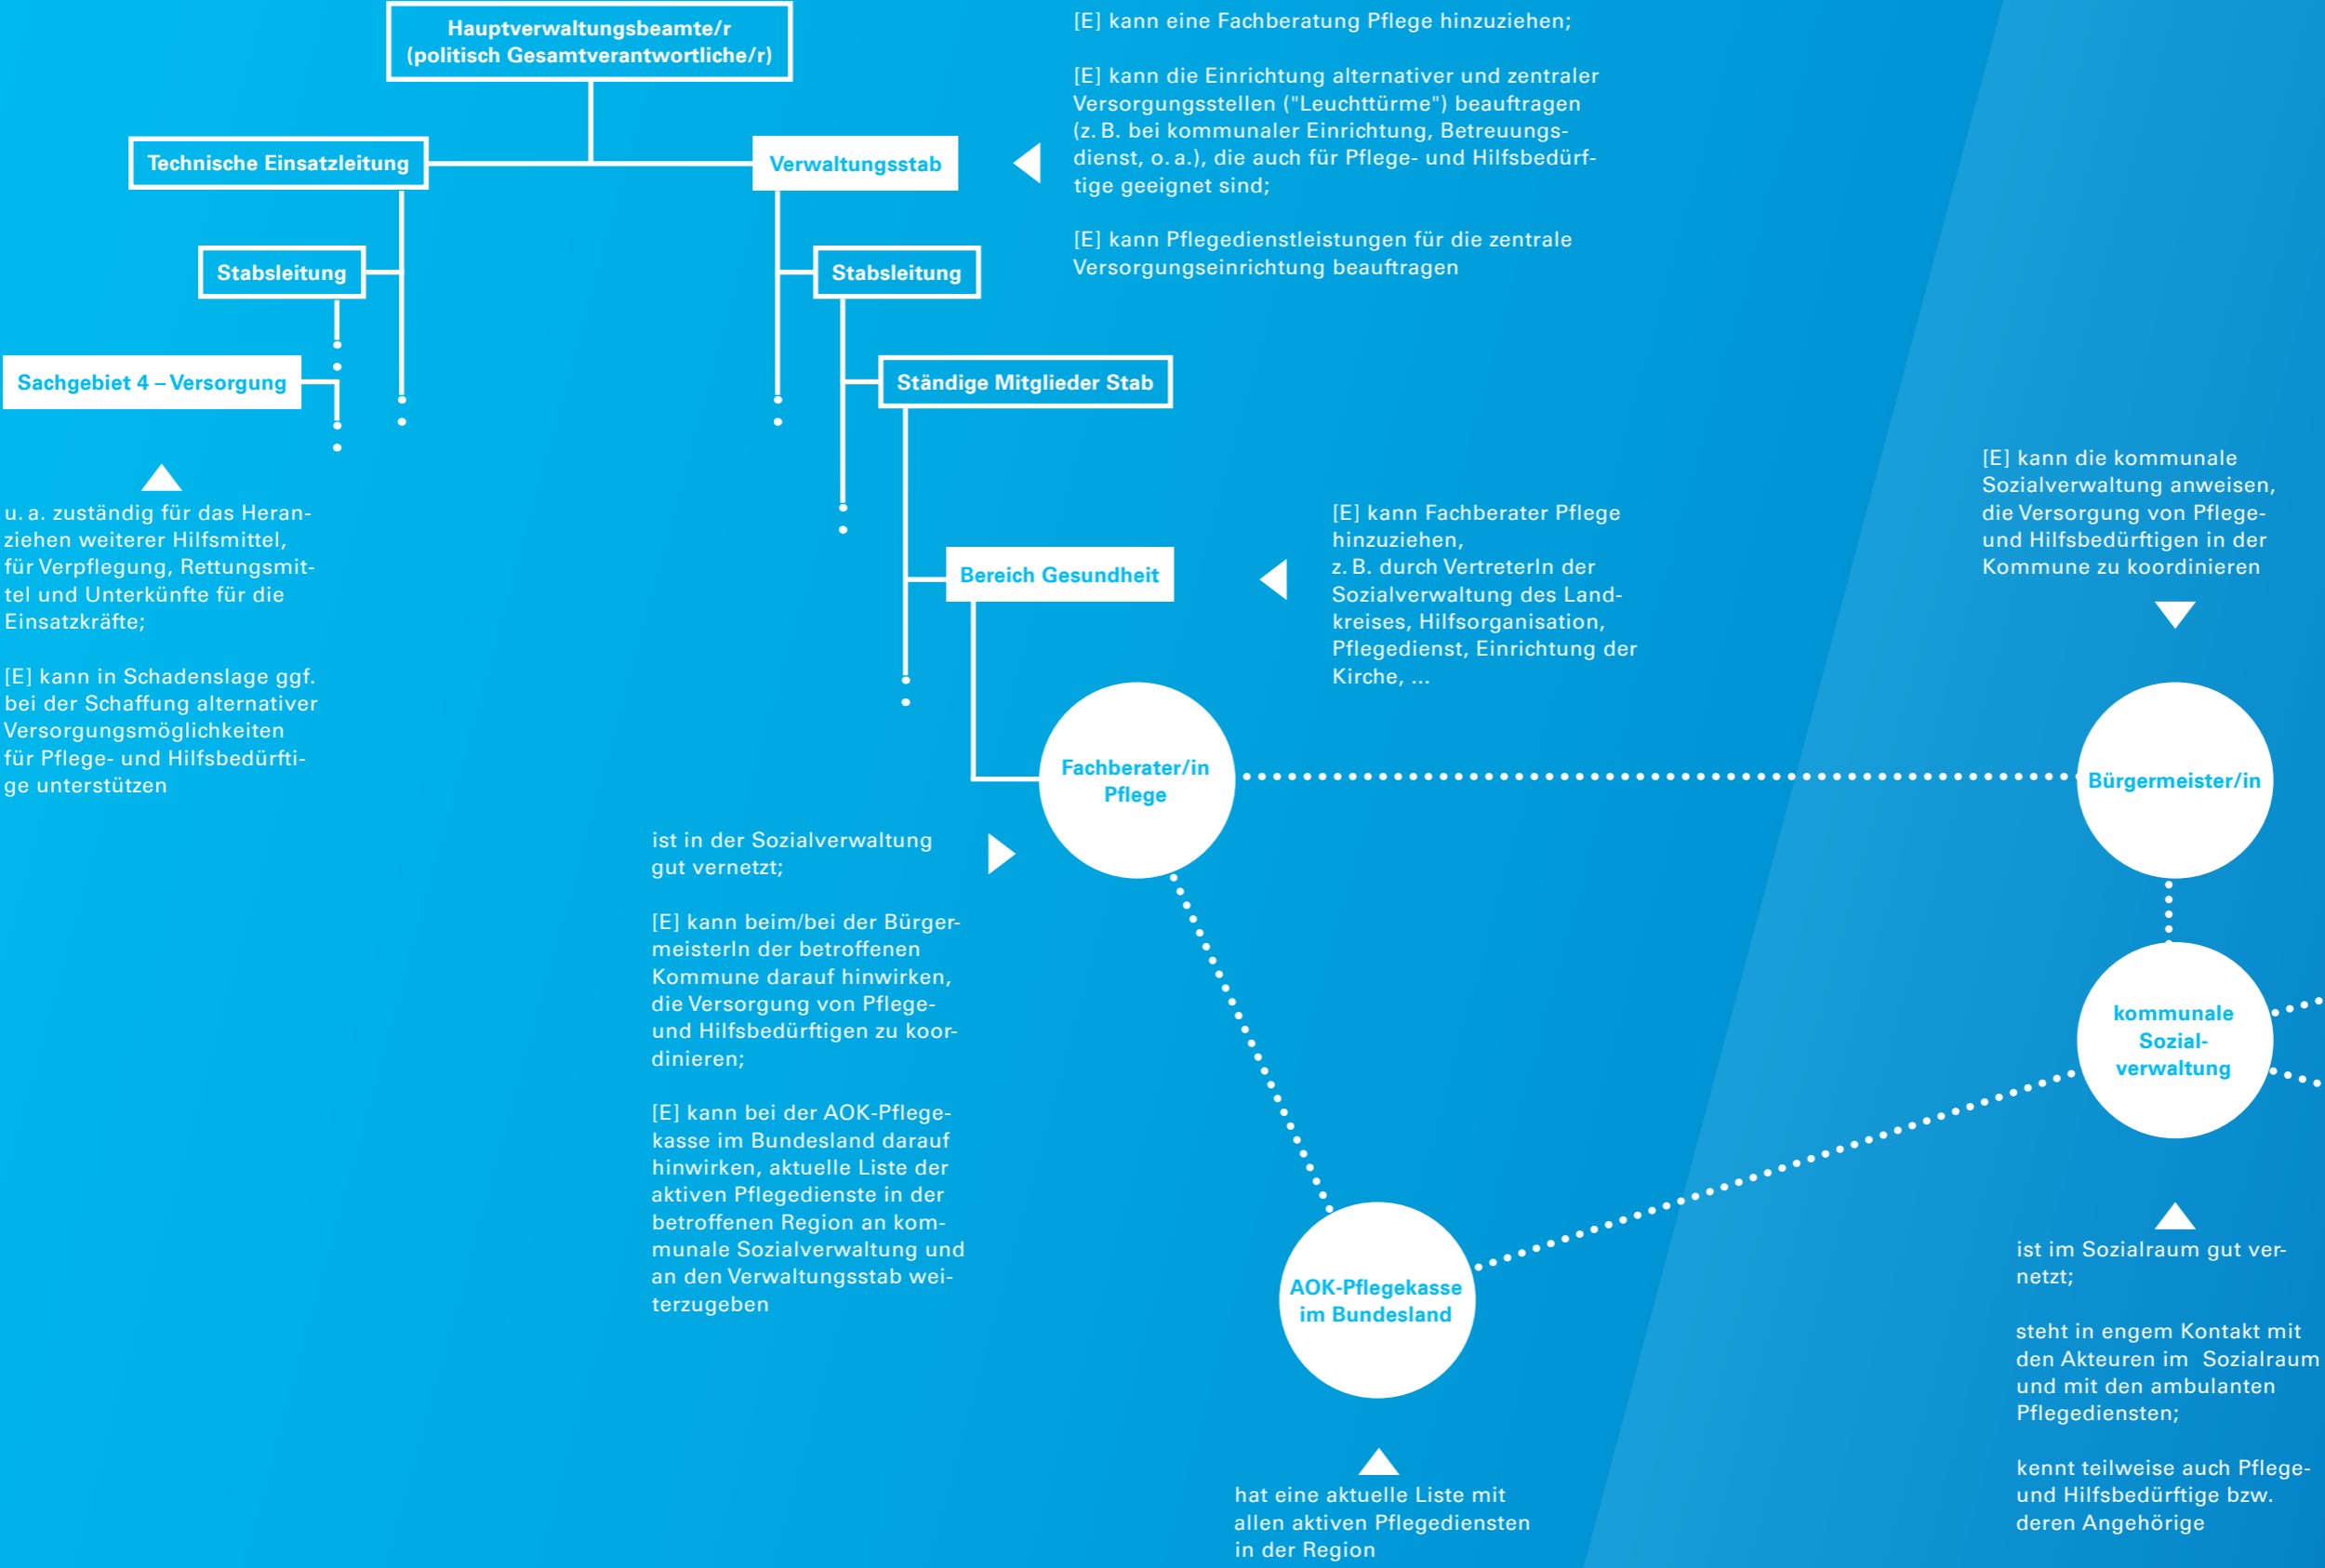 Hauptverwaltungsbeamte/r
(politisch Gesamtverantwortliche/r)
Technische Einsatzleitung
Verwaltungsstab
[E] kann eine Fachberatung Pflege hinzuziehen;
[E] kann die Einrichtung alternativer und zentraler
Versorgungsstellen ("Leuchttürme") beauftragen
(z. B. bei kommunaler Einrichtung, Betreuungs-
dienst, o. a.), die auch für Pflege- und Hilfsbedürf-
tige geeignet sind;
[E] kann Pflegedienstleistungen für die zentrale
Versorgungseinrichtung beauftragen
Stabsleitung
Stabsleitung
Sachgebiet 4 – Versorgung
Ständige Mitglieder Stab
u. a. zuständig für das Heran-
ziehen weiterer Hilfsmittel,
für Verpflegung, Rettungsmit-
tel und Unterkünfte für die
Einsatzkräfte;
[E] kann in Schadenslage ggf.
bei der Schaffung alternativer
Versorgungsmöglichkeiten
für Pflege- und Hilfsbedürfti-
ge unterstützen
Bereich Gesundheit
[E] kann Fachberater Pflege
hinzuziehen,
z. B. durch VertreterIn der
Sozialverwaltung des Land-
kreises, Hilfsorganisation,
Pflegedienst, Einrichtung der
Kirche, ...
[E] kann die kommunale
Sozialverwaltung anweisen,
die Versorgung von Pflege-
und Hilfsbedürftigen in der
Kommune zu koordinieren
Fachberater/in
Pflege
Bürgermeister/in
ist in der Sozialverwaltung
gut vernetzt;
[E] kann beim/bei der Bürger-
meisterIn der betroffenen
Kommune darauf hinwirken,
die Versorgung von Pflege-
und Hilfsbedürftigen zu koor-
dinieren;
[E] kann bei der AOK-Pflege-
kasse im Bundesland darauf
hinwirken, aktuelle Liste der
aktiven Pflegedienste in der
betroffenen Region an kom-
munale Sozialverwaltung und
an den Verwaltungsstab wei-
terzugeben
kommunale
Sozial-
verwaltung
AOK-Pflegekasse
im Bundesland
hat eine aktuelle Liste mit
allen aktiven Pflegediensten
in der Region
ist im Sozialraum gut ver-
netzt;
steht in engem Kontakt mit
den Akteuren im Sozialraum
und mit den ambulanten
Pflegediensten;
kennt teilweise auch Pflege-
und Hilfsbedürftige bzw.
deren Angehörige